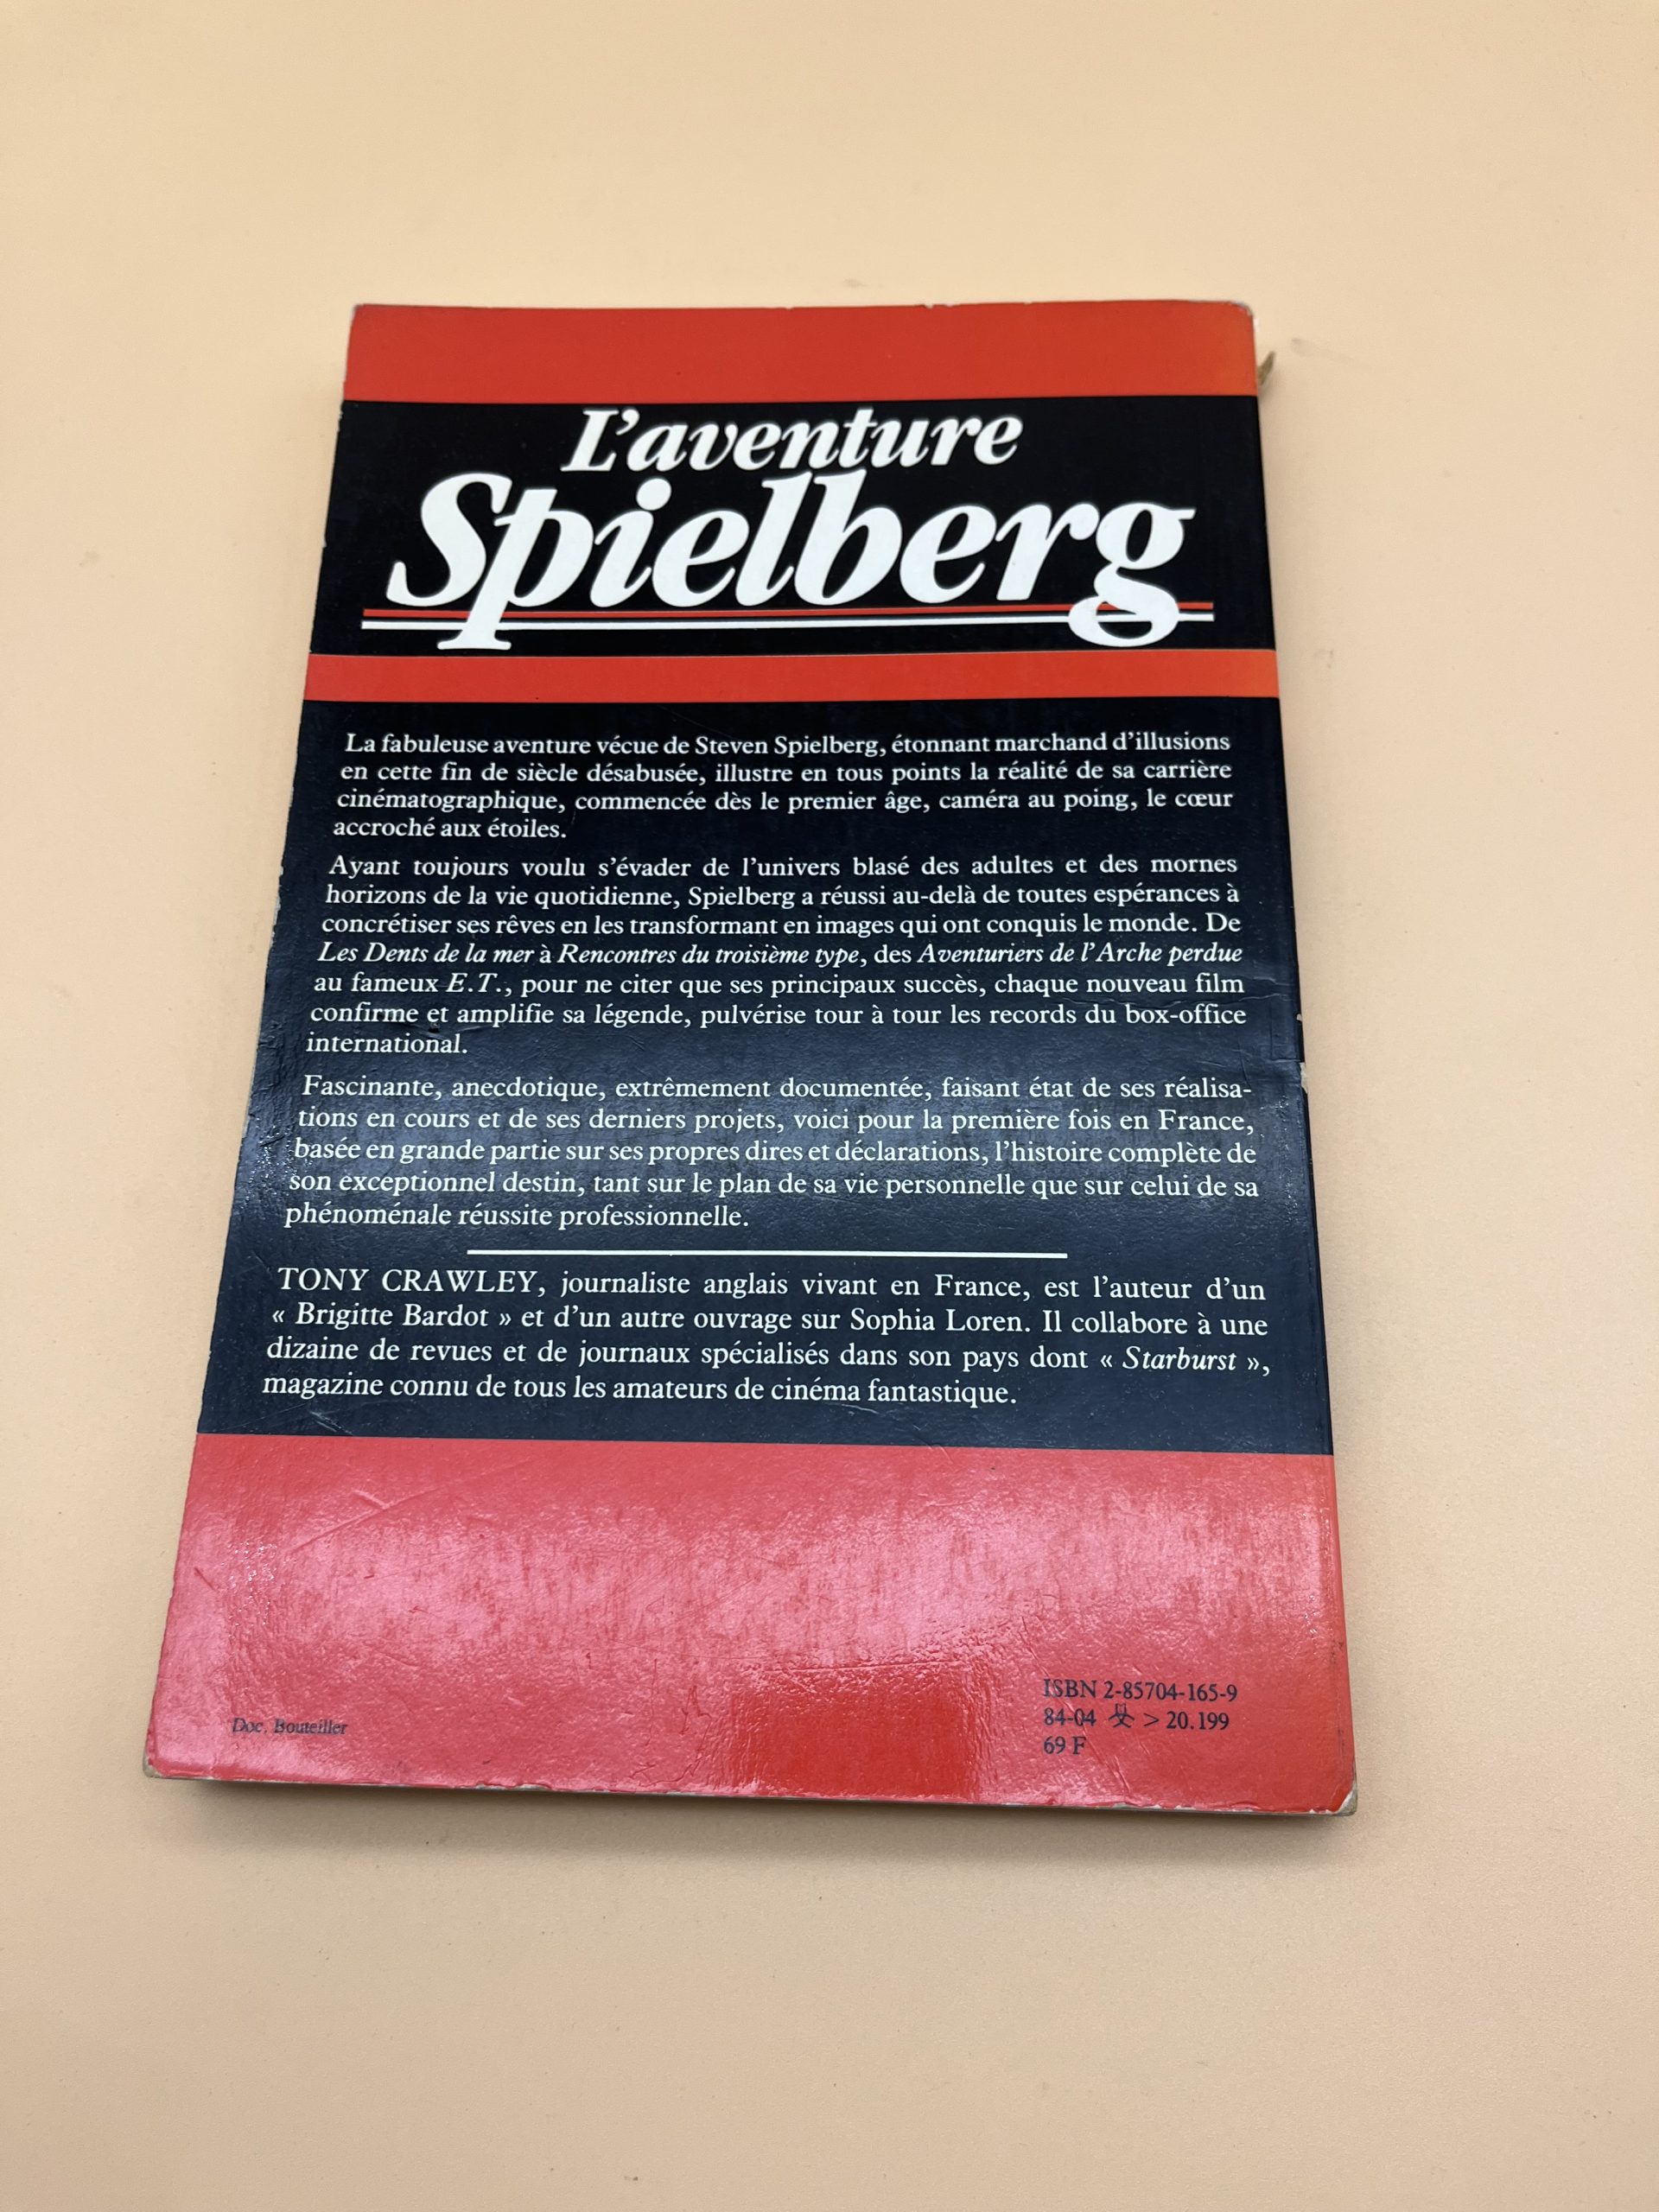 L'aventure
Spielberg
La fabuleuse aventure vécue de Steven Spielberg, étonnant marchand d'illusions
en cette fin de siècle désabusée, illustre en tous points la réalité de sa carrière
cinématographique, commencée dès le premier âge, caméra au poing, le cœur
accroché aux étoiles.
Ayant toujours voulu s'évader de l'univers blasé des adultes et des mornes
horizons de la vie quotidienne, Spielberg a réussi au-delà de toutes espérances à
concrétiser ses rêves en les transformant en images qui ont conquis le monde. De
Les Dents de la mer à Rencontres du troisième type, des Aventuriers de l'Arche perdue
au fameux E.T., pour ne citer que ses principaux succès, chaque nouveau film
confirme et amplifie sa légende, pulvérise tour à tour les records du box-office
international.
Fascinante, anecdotique, extrêmement documentée, faisant état de ses réalisa-
tions en cours et de ses derniers projets, voici pour la première fois en France,
basée en grande partie sur ses propres dires et déclarations, l'histoire complète de
son exceptionnel destin, tant sur le plan de sa vie personnelle que sur celui de sa
phénoménale réussite professionnelle.
TONY CRAWLEY, journaliste anglais vivant en France, est l'auteur d'un
« Brigitte Bardot » et d'un autre ouvrage sur Sophia Loren. Il collabore à une
dizaine de revues et de journaux spécialisés dans son pays dont « Starburst »,
magazine connu de tous les amateurs de cinéma fantastique.
Doc. Bouteiller
ISBN 2-85704-165-9
84-04 > 20.199
69 F